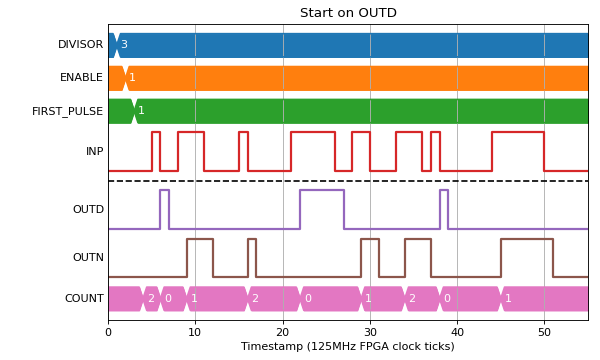 Start on OUTD
DIVISOR 3
ENABLE 1
FIRST_PULSE 1
INP
OUTD
OUTN
COUNT 2 0 1 2 0 1 2 0 1
0 10 20 30 40 50
Timestamp (125MHz FPGA clock ticks)